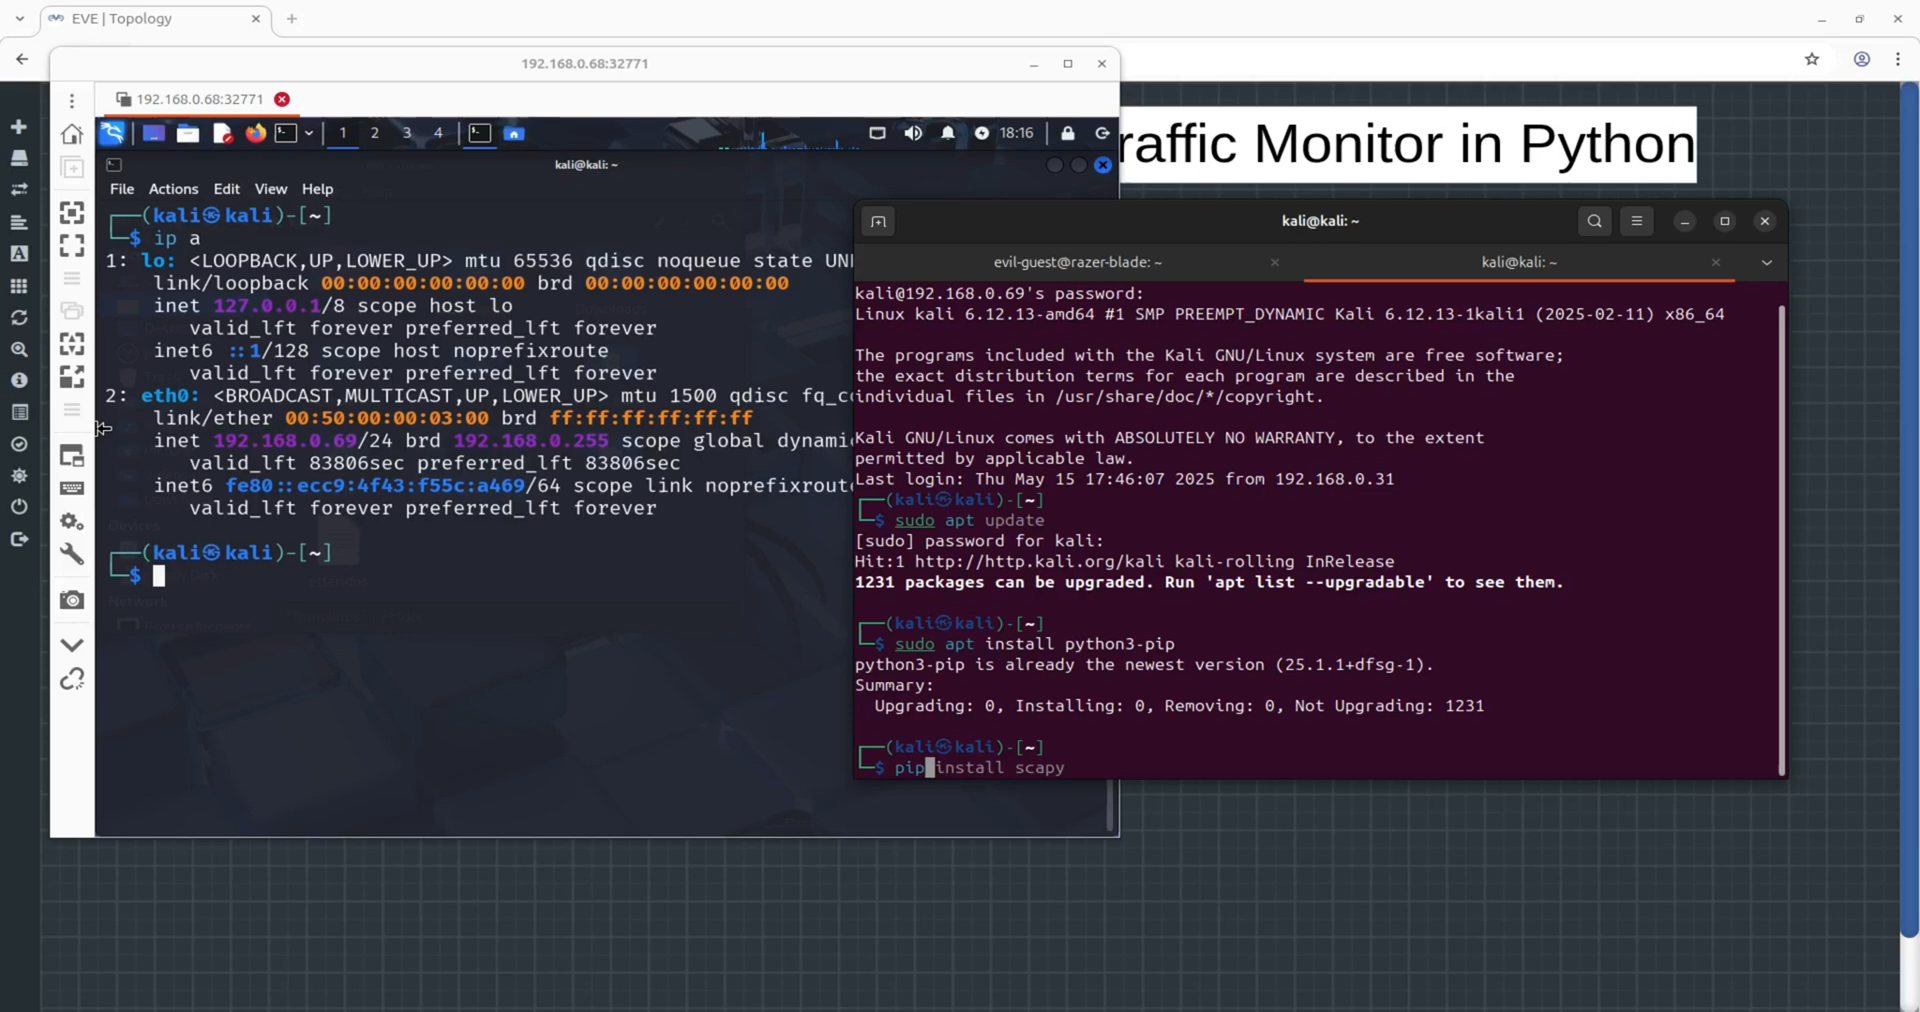 EVE | Topology
192.168.0.68:32771
192.168.0.68:32771
1 2 3 4 18:16
kali@kali: ~
File Actions Edit View Help
┌──(kali㉿kali)-[~]
└─$ ip a
1: lo: <LOOPBACK,UP,LOWER_UP> mtu 65536 qdisc noqueue state UN
link/loopback 00:00:00:00:00:00 brd 00:00:00:00:00:00
inet 127.0.0.1/8 scope host lo
valid_lft forever preferred_lft forever
inet6 ::1/128 scope host noprefixroute
valid_lft forever preferred_lft forever
2: eth0: <BROADCAST,MULTICAST,UP,LOWER_UP> mtu 1500 qdisc fq_c
link/ether 00:50:00:00:03:00 brd ff:ff:ff:ff:ff:ff
inet 192.168.0.69/24 brd 192.168.0.255 scope global dynami
valid_lft 83806sec preferred_lft 83806sec
inet6 fe80::ecc9:4f43:f55c:a469/64 scope link noprefixrout
valid_lft forever preferred_lft forever
┌──(kali㉿kali)-[~]
└─$
Devices
Network
raffic Monitor in Python
kali@kali: ~
evil-guest@razer-blade: ~
kali@kali: ~
kali@192.168.0.69's password:
Linux kali 6.12.13-amd64 #1 SMP PREEMPT_DYNAMIC Kali 6.12.13-1kali1 (2025-02-11) x86_64
The programs included with the Kali GNU/Linux system are free software;
the exact distribution terms for each program are described in the
individual files in /usr/share/doc/*/copyright.
Kali GNU/Linux comes with ABSOLUTELY NO WARRANTY, to the extent
permitted by applicable law.
Last login: Thu May 15 17:46:07 2025 from 192.168.0.31
┌──(kali㉿kali)-[~]
└─$ sudo apt update
[sudo] password for kali:
Hit:1 http://http.kali.org/kali kali-rolling InRelease
1231 packages can be upgraded. Run 'apt list --upgradable' to see them.
┌──(kali㉿kali)-[~]
└─$ sudo apt install python3-pip
python3-pip is already the newest version (25.1.1+dfsg-1).
Summary:
Upgrading: 0, Installing: 0, Removing: 0, Not Upgrading: 1231
┌──(kali㉿kali)-[~]
└─$ pip install scapy